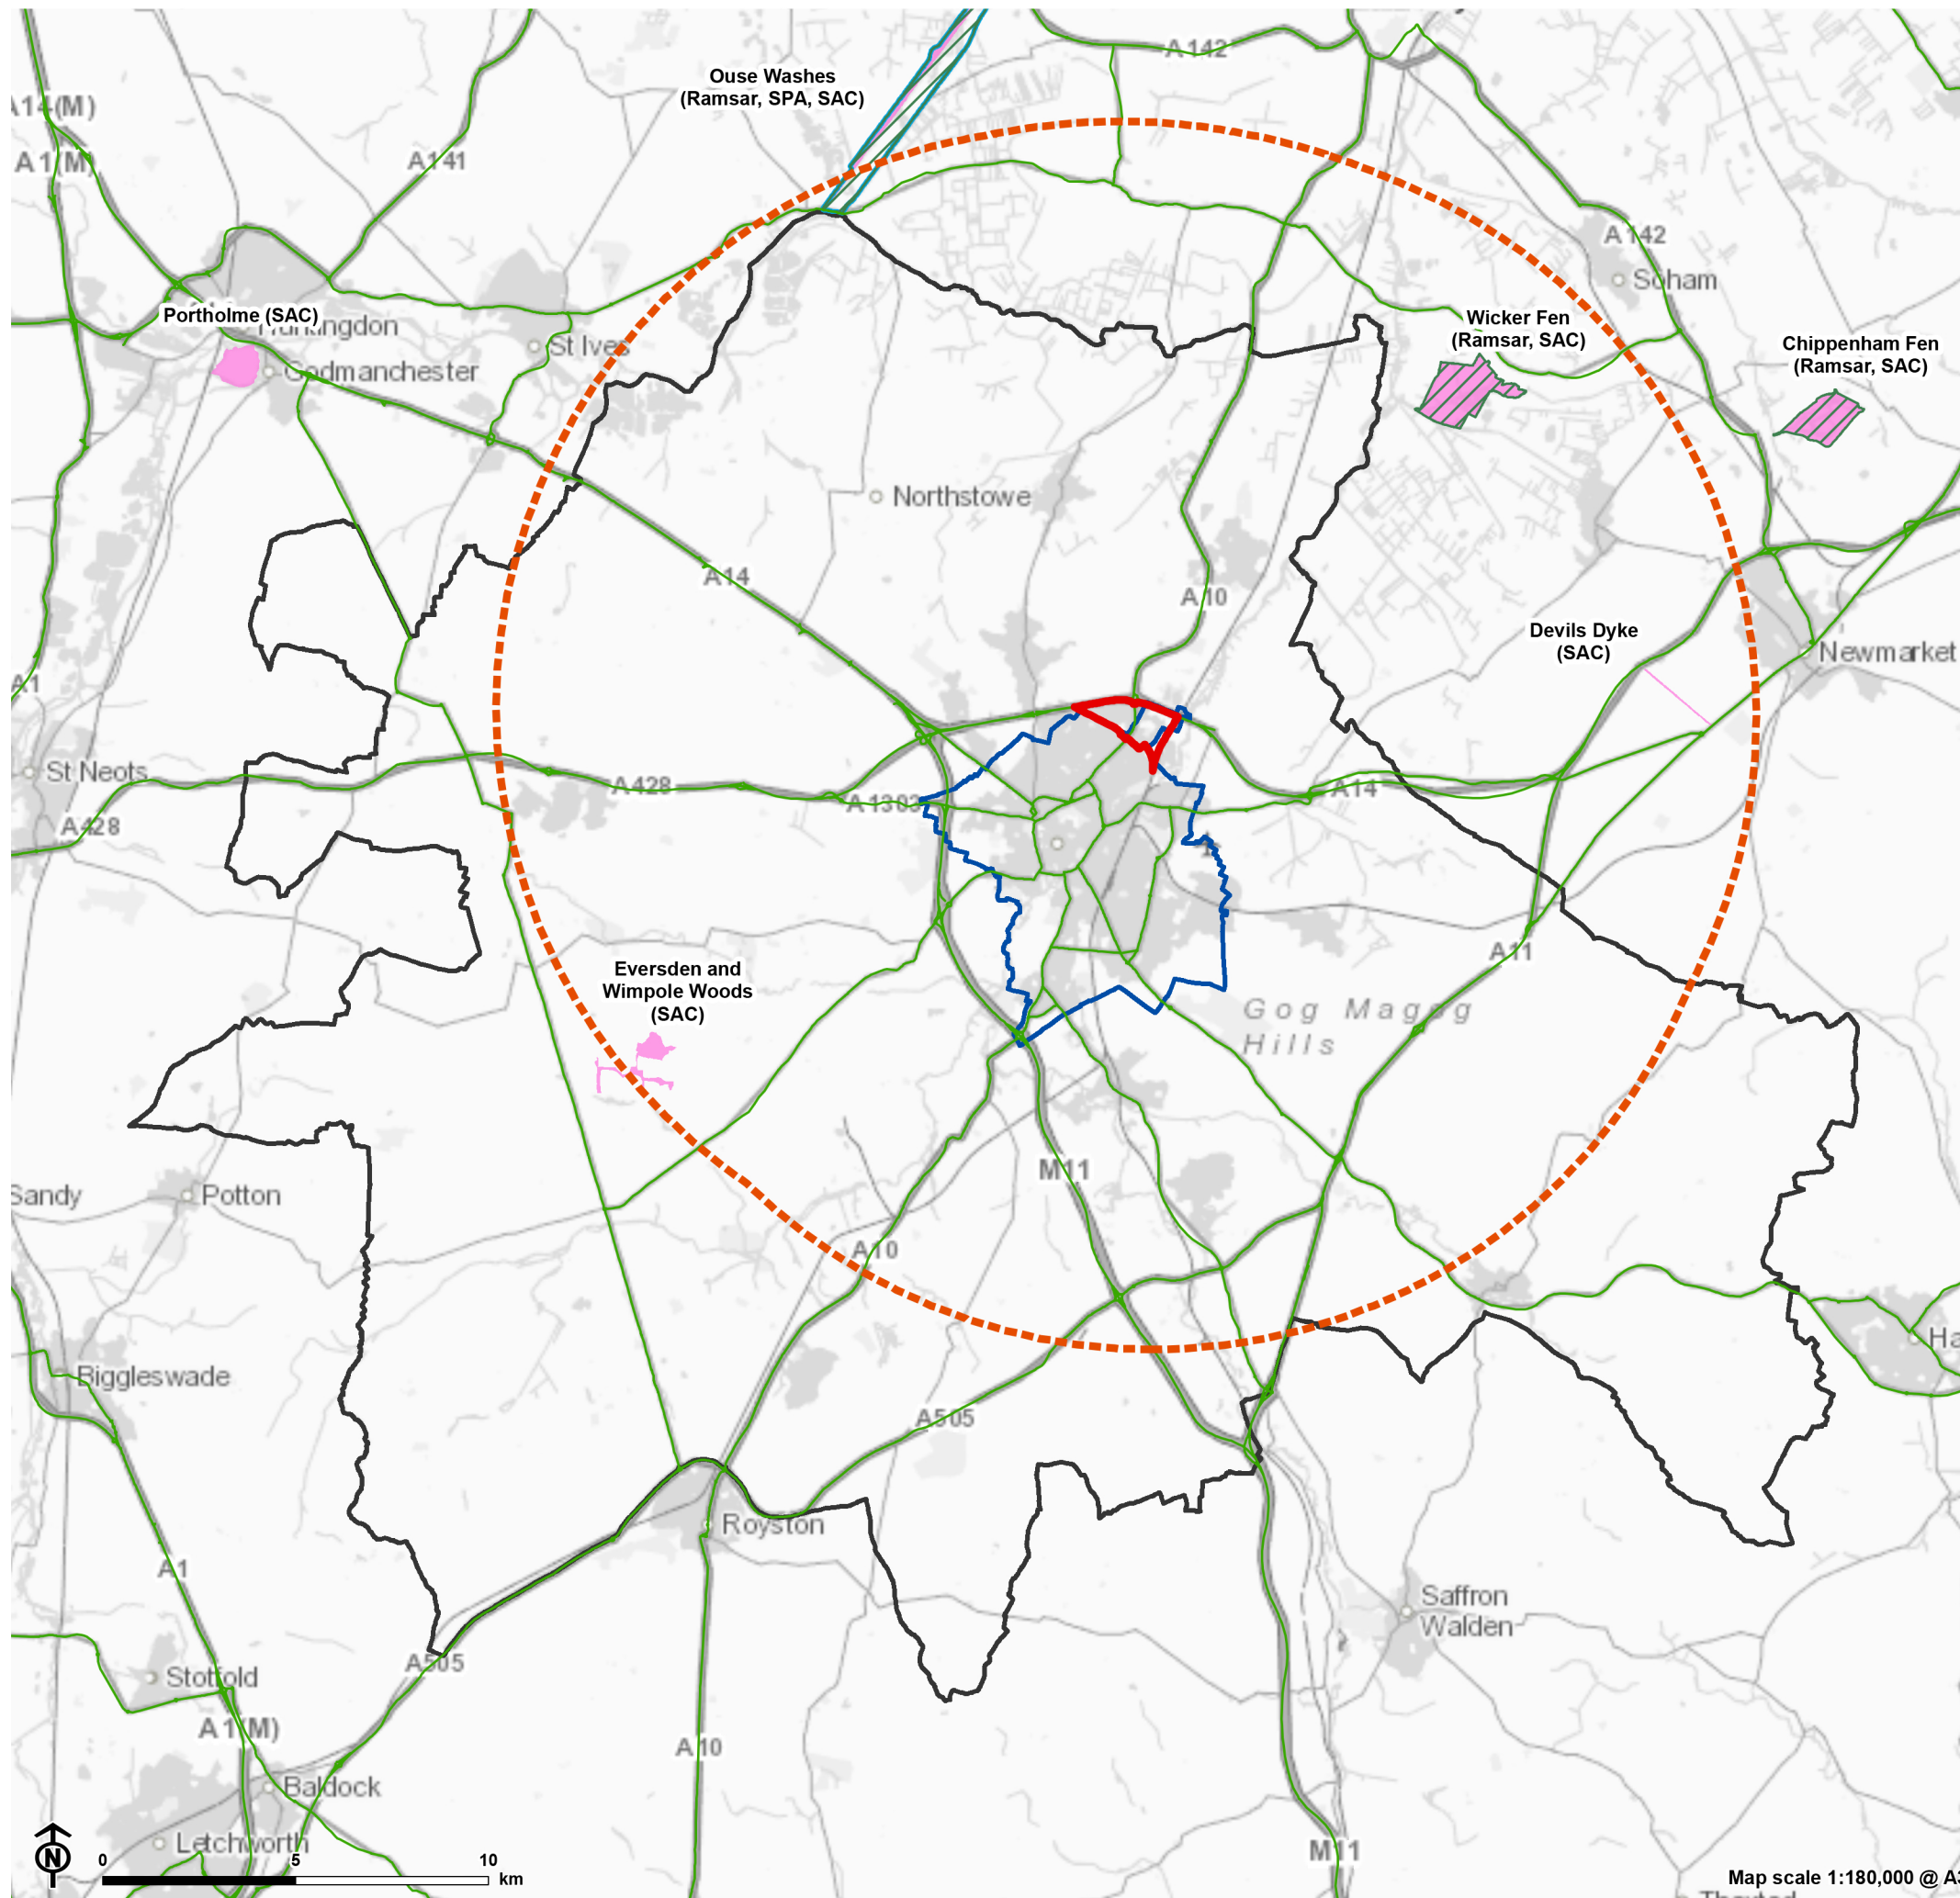 A142
Ouse Washes
(Ramsar, SPA, SAC)
A14(M)
A1(M)
A141
A142
Soham
Portholme (SAC)
Huntingdon
St Ives
Godmanchester
Wicker Fen
(Ramsar, SAC)
Chippenham Fen
(Ramsar, SAC)
Northstowe
A14
A10
Devils Dyke
(SAC)
Newmarket
A1
St Neots
A428
A1303
A14
A428
A11
Eversden and
Wimpole Woods
(SAC)
Gog Magog
Hills
M11
Sandy
Potton
A10
Biggleswade
Ha
A505
Royston
A1
Saffron
Walden
A505
Stotfold
A1(M)
A10
Baldock
Letchworth
M11
N
0 5 10
km
Map scale 1:180,000 @ A3